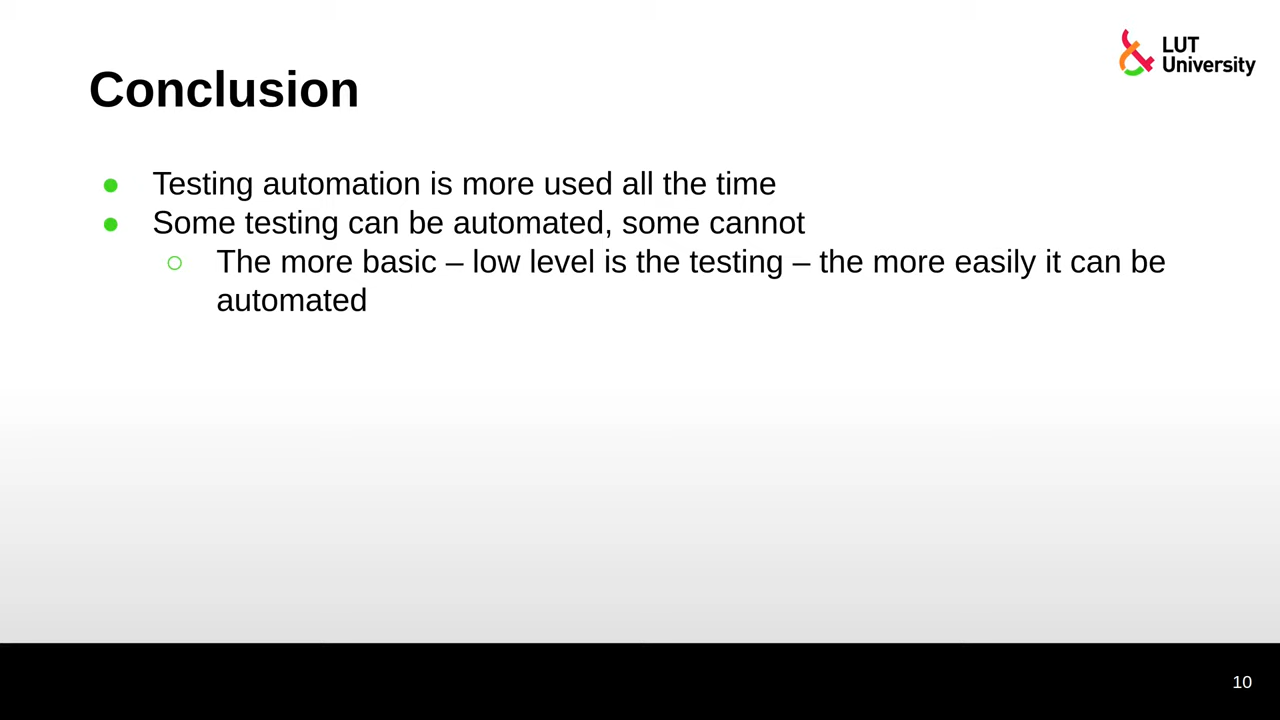 LUT
University
Conclusion
● Testing automation is more used all the time
● Some testing can be automated, some cannot
○ The more basic – low level is the testing – the more easily it can be
automated
10